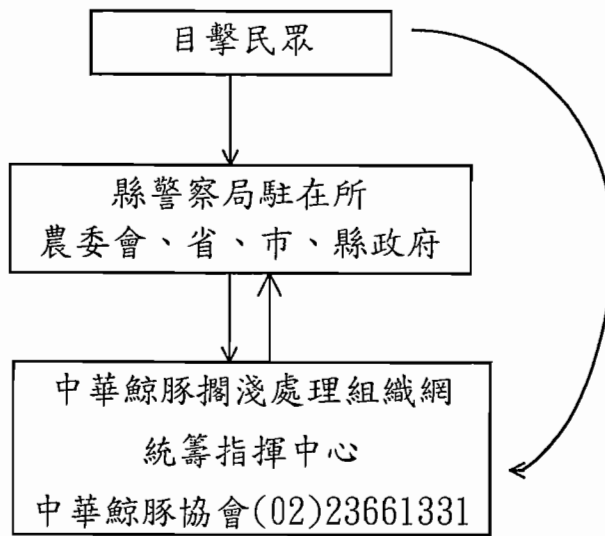 目擊民眾
縣警察局駐在所
農委會、省、市、縣政府
中華鯨豚擱淺處理組織網
統籌指揮中心
中華鯨豚協會(02)23661331